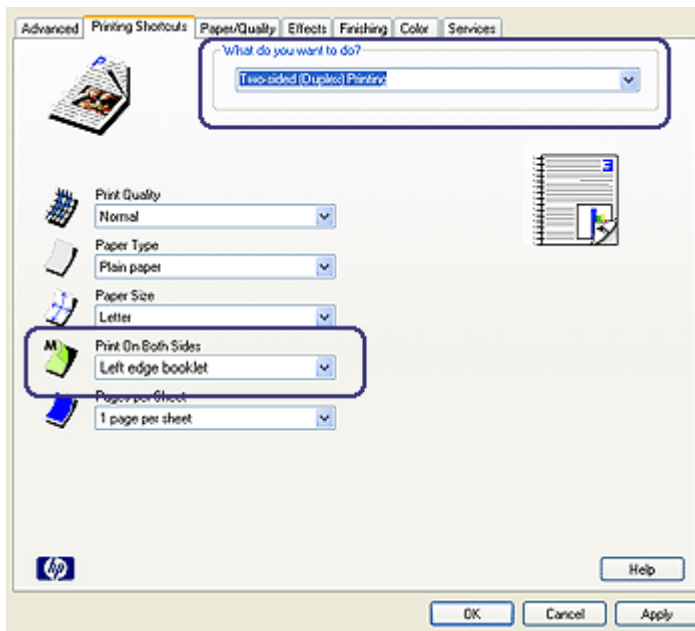 Advanced Printing Shortcuts Paper/Quality Effects Finishing Color Services
What do you want to do?
Two-sided (Duplex) Printing
Print Quality
Normal
Paper Type
Plain paper
Paper Size
Letter
Print On Both Sides
Left edge booklet
Pages per Sheet
1 page per sheet
hp
Help
OK Cancel Apply